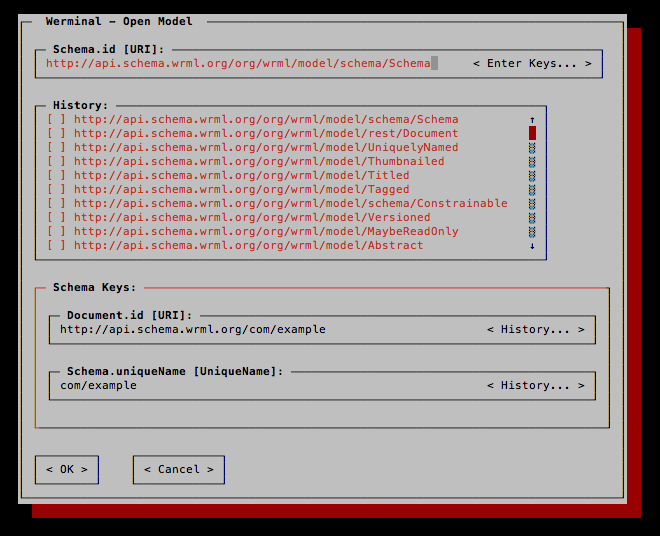 Werminal – Open Model
Schema.id [URI]:
http://api.schema.wrml.org/org/wrml/model/schema/Schema < Enter Keys... >
History:
[ ] http://api.schema.wrml.org/org/wrml/model/schema/Schema ↑
[ ] http://api.schema.wrml.org/org/wrml/model/rest/Document
[ ] http://api.schema.wrml.org/org/wrml/model/UniquelyNamed
[ ] http://api.schema.wrml.org/org/wrml/model/Thumbnailed
[ ] http://api.schema.wrml.org/org/wrml/model/Titled
[ ] http://api.schema.wrml.org/org/wrml/model/Tagged
[ ] http://api.schema.wrml.org/org/wrml/model/schema/Constrainable
[ ] http://api.schema.wrml.org/org/wrml/model/Versioned
[ ] http://api.schema.wrml.org/org/wrml/model/MaybeReadOnly
[ ] http://api.schema.wrml.org/org/wrml/model/Abstract ↓
Schema Keys:
Document.id [URI]:
http://api.schema.wrml.org/com/example < History... >
Schema.uniqueName [UniqueName]:
com/example < History... >
< OK > < Cancel >